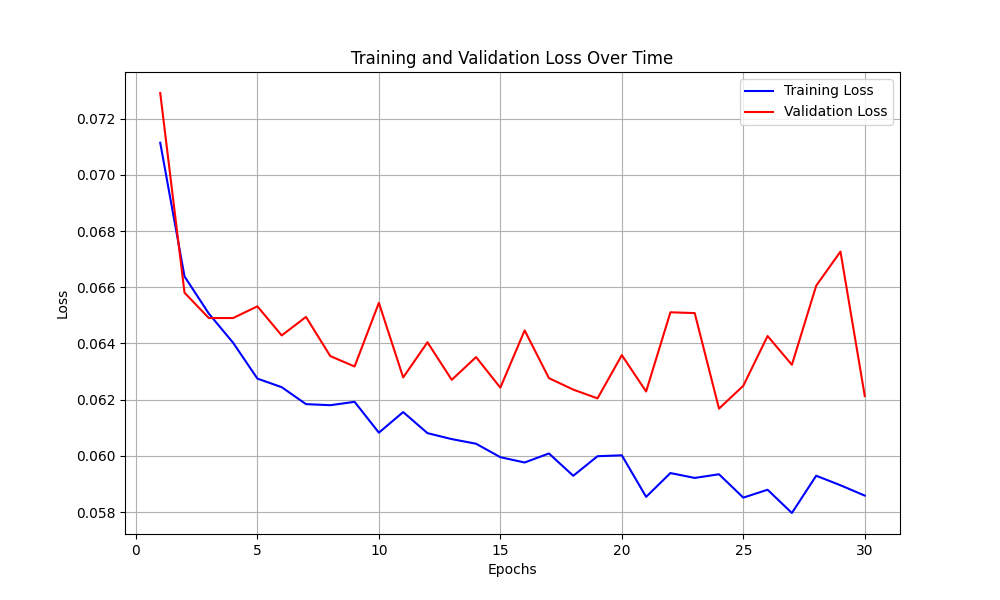 Training and Validation Loss Over Time
Training Loss
Validation Loss
0.072
0.070
0.068
0.066
0.064
0.062
0.060
0.058
Loss
0 5 10 15 20 25 30
Epochs